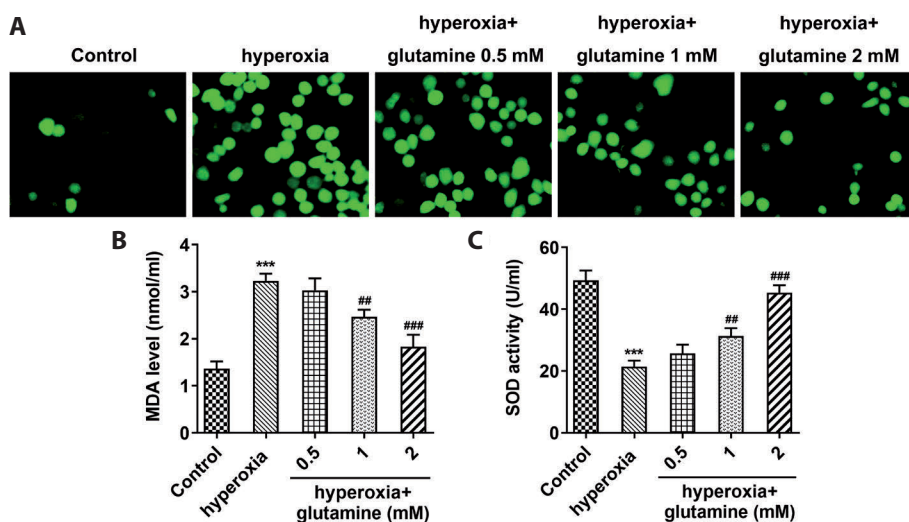 A
Control
hyperoxia
hyperoxia+
glutamine 0.5 mM
hyperoxia+
glutamine 1 mM
hyperoxia+
glutamine 2 mM
B
MDA level (nmol/ml)
4
3
2
1
0
***
##
###
Control
hyperoxia
0.5
1
2
hyperoxia+
glutamine (mM)
C
SOD activity (U/ml)
60
40
20
0
***
##
###
Control
hyperoxia
0.5
1
2
hyperoxia+
glutamine (mM)